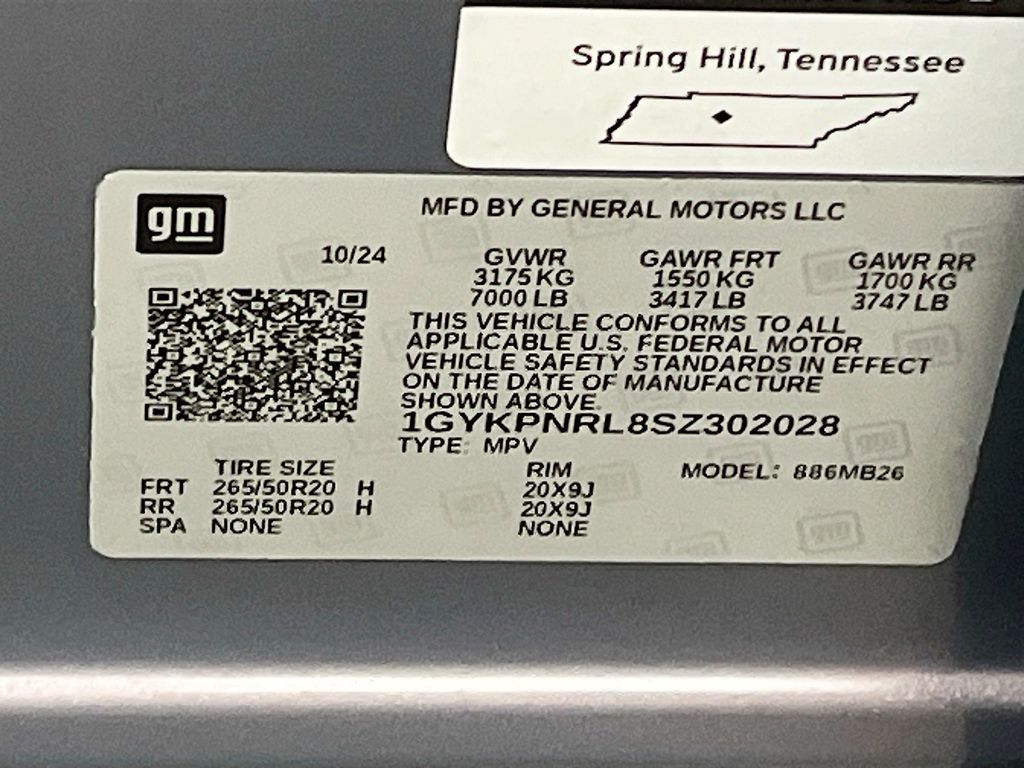 Spring Hill, Tennessee
gm
MFD BY GENERAL MOTORS LLC
10/24 GVWR GAWR FRT GAWR RR
3175 KG 1550 KG 1700 KG
7000 LB 3417 LB 3747 LB
THIS VEHICLE CONFORMS TO ALL
APPLICABLE U.S. FEDERAL MOTOR
VEHICLE SAFETY STANDARDS IN EFFECT
ON THE DATE OF MANUFACTURE
SHOWN ABOVE.
1GYKPNRL8SZ302028
TYPE: MPV
TIRE SIZE RIM MODEL: 886MB26
FRT 265/50R20 H 20X9J
RR 265/50R20 H 20X9J
SPA NONE NONE